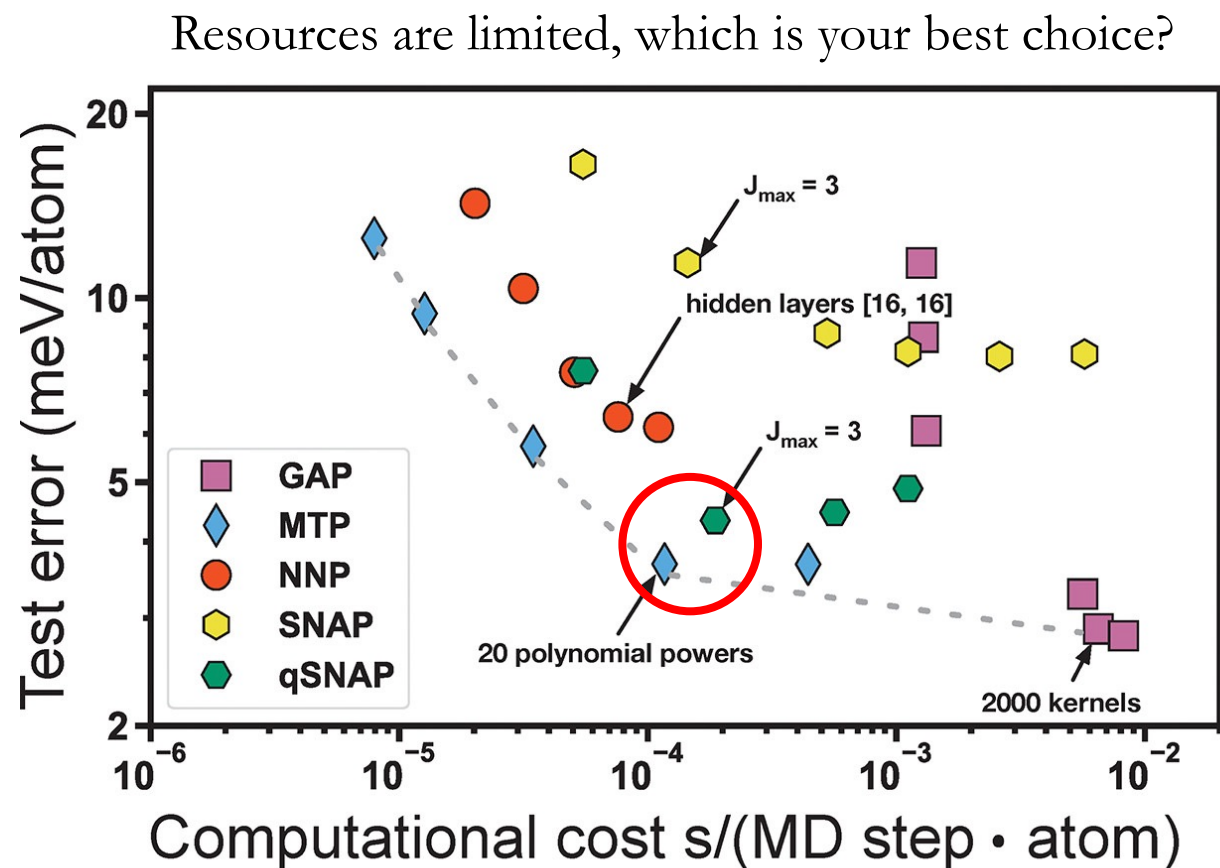 Resources are limited, which is your best choice?
Test error (meV/atom)
20
10
5
2
J_max = 3
hidden layers [16, 16]
J_max = 3
20 polynomial powers
2000 kernels
GAP
MTP
NNP
SNAP
qSNAP
10⁻⁶
10⁻⁵
10⁻⁴
10⁻³
10⁻²
Computational cost s/(MD step · atom)